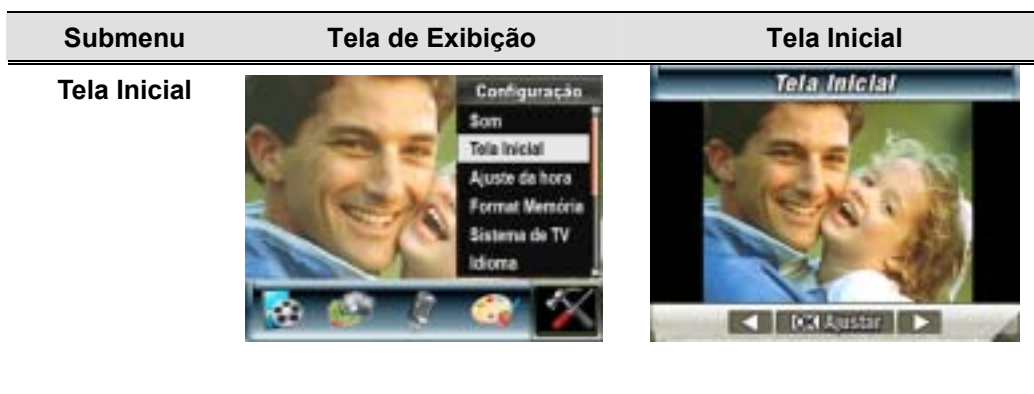 Submenu
Tela de Exibição
Tela Inicial
Tela Inicial
Configuração
Som
Tela Inicial
Ajuste da hora
Format Memória
Sistema de TV
Idioma
Tela Inicial
OK Ajustar